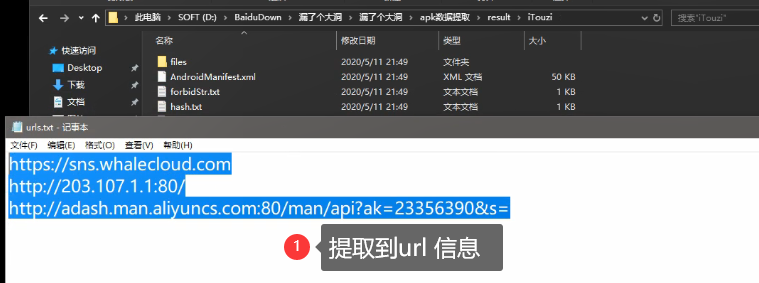 此电脑 > SOFT (D:) > BaiduDown > 漏了个大洞 > 漏了个大洞 > apk数据提取 > result > iTouzi
搜索"iTouzi"
名称 修改日期 类型 大小
快速访问
Desktop
下载
文档
files 2020/5/11 21:49 文件夹
AndroidManifest.xml 2020/5/11 21:49 XML 文档 50 KB
forbidStr.txt 2020/5/11 21:49 文本文档 1 KB
hash.txt 2020/5/11 21:49 文本文档 1 KB
urls.txt - 记事本
文件(F) 编辑(E) 格式(O) 查看(V) 帮助(H)
https://sns.whalecloud.com
http://203.107.1.1:80/
http://adash.man.aliyuncs.com:80/man/api?ak=23356390&s=
1 提取到url 信息